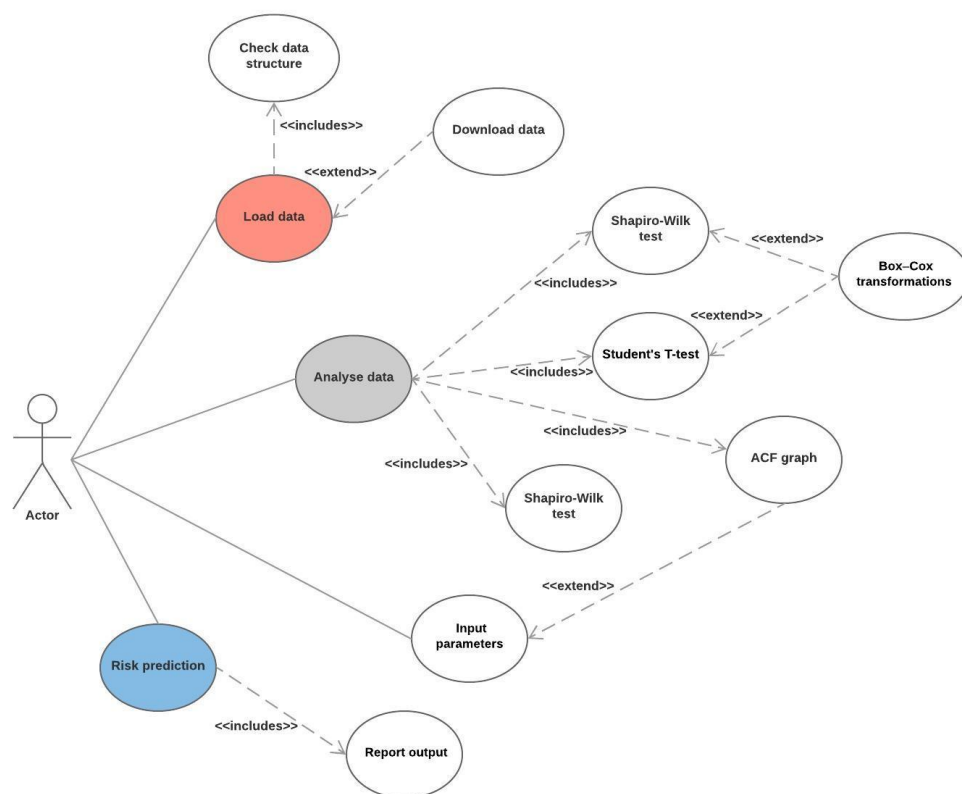 Check data
structure
<<includes>>
Download data
<<extend>>
Load data
Shapiro-Wilk
test
<<extend>>
Box–Cox
transformations
<<includes>>
<<extend>>
Student's T-test
<<includes>>
Analyse data
<<includes>>
ACF graph
<<includes>>
Shapiro-Wilk
test
Actor
<<extend>>
Input
parameters
Risk prediction
<<includes>>
Report output